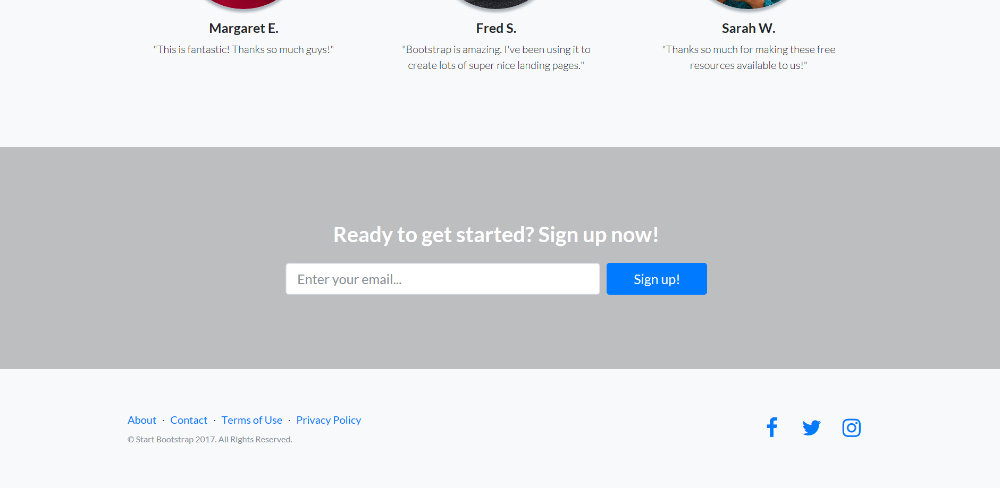 Margaret E.
"This is fantastic! Thanks so much guys!"
Fred S.
"Bootstrap is amazing. I've been using it to
create lots of super nice landing pages."
Sarah W.
"Thanks so much for making these free
resources available to us!"
Ready to get started? Sign up now!
Enter your email...
Sign up!
About · Contact · Terms of Use · Privacy Policy
© Start Bootstrap 2017. All Rights Reserved.